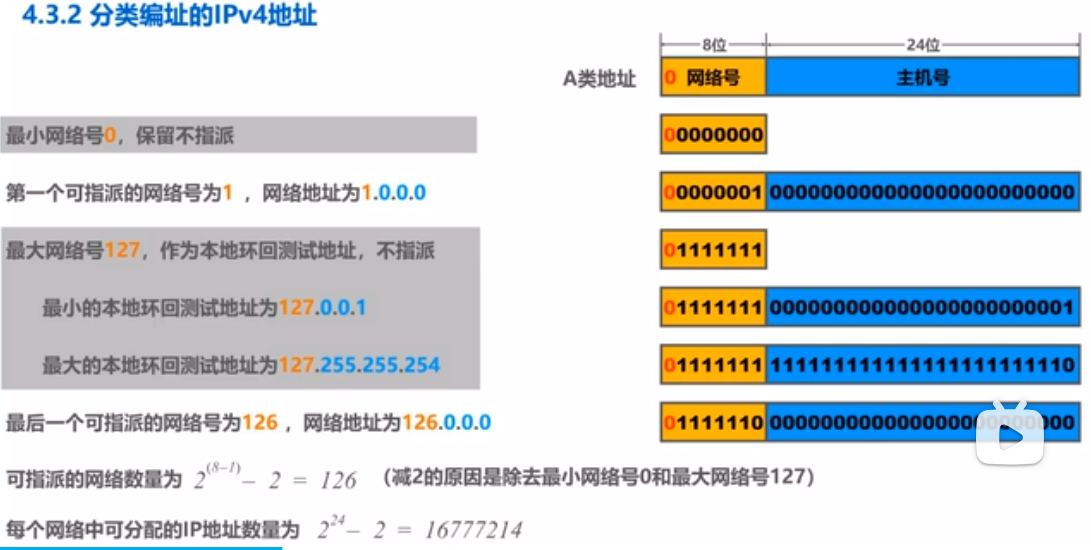 4.3.2 分类编址的IPv4地址
8位 24位
A类地址 0 网络号 主机号
最小网络号0，保留不指派 00000000
第一个可指派的网络号为1 ，网络地址为1.0.0.0 00000001 000000000000000000000000
最大网络号127，作为本地环回测试地址，不指派 01111111
最小的本地环回测试地址为127.0.0.1 01111111 000000000000000000000001
最大的本地环回测试地址为127.255.255.254 01111111 111111111111111111111110
最后一个可指派的网络号为126 ，网络地址为126.0.0.0 01111110 000000000000000000000000
可指派的网络数量为 2^(8–1) – 2 = 126 （减2的原因是除去最小网络号0和最大网络号127）
每个网络中可分配的IP地址数量为 2^24 – 2 = 16777214